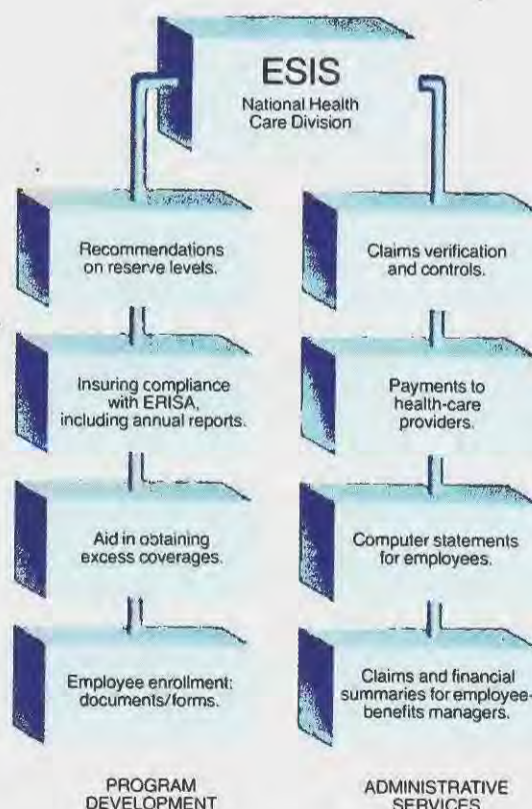 ESIS
National Health
Care Division
Recommendations
on reserve levels.
Insuring compliance
with ERISA,
including annual reports.
Aid in obtaining
excess coverages.
Employee enrollment:
documents/forms.
PROGRAM
DEVELOPMENT
Claims verification
and controls.
Payments to
health-care
providers.
Computer statements
for employees.
Claims and financial
summaries for employee-
benefits managers.
ADMINISTRATIVE
SERVICES